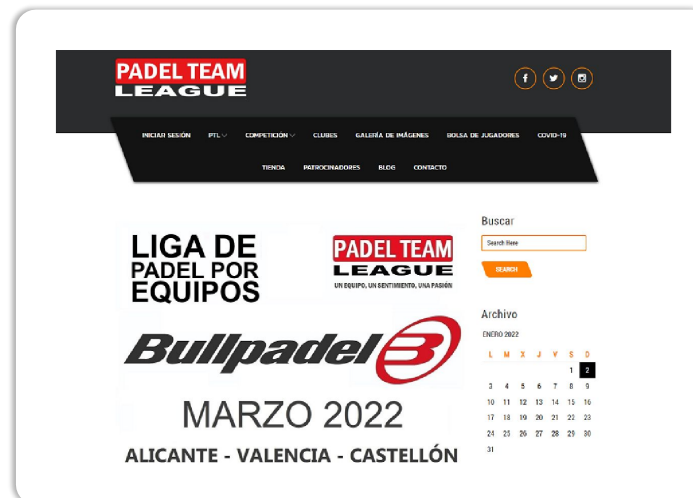 PADEL TEAM
LEAGUE
INICIAR SESIÓN PTL COMPETICIÓN CLUBES GALERÍA DE IMÁGENES BOLSA DE JUGADORES COVID-19
TIENDA PATROCINADORES BLOG CONTACTO
LIGA DE
PADEL POR
EQUIPOS
PADEL TEAM
LEAGUE
UN EQUIPO, UN SENTIMIENTO, UNA PASIÓN
Bullpadel
MARZO 2022
ALICANTE - VALENCIA - CASTELLÓN
Buscar
Search Here
SEARCH
Archivo
ENERO 2022
L M X J V S D
1 2
3 4 5 6 7 8 9
10 11 12 13 14 15 16
17 18 19 20 21 22 23
24 25 26 27 28 29 30
31